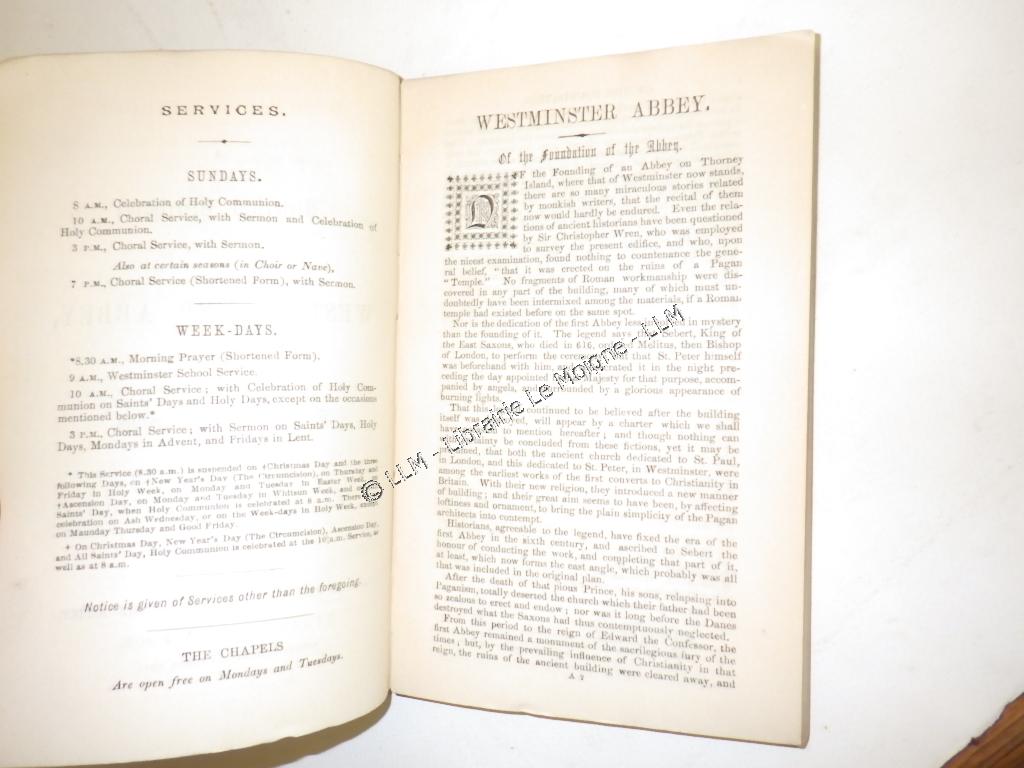 SERVICES.
SUNDAYS.
8 A.M., Celebration of Holy Communion.
10 A.M., Choral Service, with Sermon and Celebration of
Holy Communion.
3 P.M., Choral Service, with Sermon.
Also at certain seasons (in Choir or Nave),
7 P.M., Choral Service (Shortened Form), with Sermon.
WEEK-DAYS.
*8.30 A.M., Morning Prayer (Shortened Form).
9 A.M., Westminster School Service.
10 A.M., Choral Service; with Celebration of Holy Com-
munion on Saints' Days and Holy Days, except on the occasions
mentioned below.*
3 P.M., Choral Service; with Sermon on Saints' Days, Holy
Days, Mondays in Advent, and Fridays in Lent.
* This Service (8.30 a.m.) is suspended on †Christmas Day and the three
following Days, on †New Year's Day (The Circumcision), on Thursday and
Friday in Holy Week, on Monday and Tuesday in Easter Week, on
†Ascension Day, on Monday and Tuesday in Whitsun Week, and on
Saints' Day, when Holy Communion is celebrated at 8 a.m. There
celebration on Ash Wednesday, or on the Week-days in Holy Week, except
on Maunday Thursday and Good Friday.
† On Christmas Day, New Year's Day (The Circumcision), Ascension Day,
and All Saints' Day, Holy Communion is celebrated at the 10 a.m. Service, as
well as at 8 a.m.
Notice is given of Services other than the foregoing.
THE CHAPELS
Are open free on Mondays and Tuesdays.
WESTMINSTER ABBEY.
Of the Foundation of the Abbey.
OF the Founding of an Abbey on Thorney
Island, where that of Westminster now stands,
there are so many miraculous stories related
by monkish writers, that the recital of them
now would hardly be endured. Even the rela-
tions of ancient historians have been questioned
by Sir Christopher Wren, who was employed
to survey the present edifice, and who, upon
the nicest examination, found nothing to countenance the gene-
ral belief, "that it was erected on the ruins of a Pagan
"Temple." No fragments of Roman workmanship were dis-
covered in any part of the building, many of which must un-
doubtedly have been intermixed among the materials, if a Roman
temple had existed before on the same spot.
Nor is the dedication of the first Abbey less in mystery
than the founding of it. The legend says that Sebert, King of
the East Saxons, who died in 616, Melitus, then Bishop
of London, to perform the that St. Peter himself
was beforehand with him, and it in the night pre-
ceding the day appointed Majesty for that purpose, accom-
panied by angels, and surrounded by a glorious appearance of
burning lights.
That this continued to be believed after the building
itself was will appear by a charter which we shall
have to mention hereafter; and though nothing can
be concluded from these fictions, yet it may be
that both the ancient church dedicated to St. Paul,
in London, and this dedicated to St. Peter, in Westminster, were
among the earliest works of the first converts to Christianity in
Britain. With their new religion, they introduced a new manner
of building; and their great aim seems to have been, by affecting
loftiness and ornament, to bring the plain simplicity of the Pagan
architects into contempt.
Historians, agreeable to the legend, have fixed the era of the
first Abbey in the sixth century, and ascribed to Sebert the
honour of conducting the work, and completing that part of it,
at least, which now forms the east angle, which probably was all
that was included in the original plan.
After the death of that pious Prince, his sons, relapsing into
Paganism, totally deserted the church which their father had been
so zealous to erect and endow; nor was it long before the Danes
destroyed what the Saxons had thus contemptuously neglected.
From this period to the reign of Edward the Confessor, the
first Abbey remained a monument of the sacrilegious fury of the
times; but, by the prevailing influence of Christianity in that
reign, the ruins of the ancient building were cleared away, and
A 2
© LLM - Librairie Le Moigne - LLM